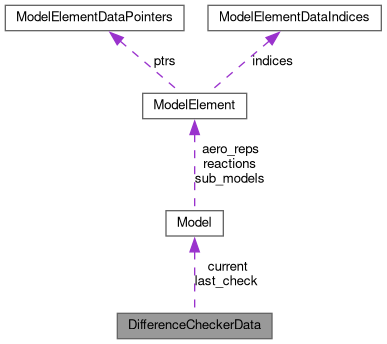 ModelElementDataPointers
ModelElementDataIndices
ptrs
indices
ModelElement
aero_reps
reactions
sub_models
Model
current
last_check
DifferenceCheckerData